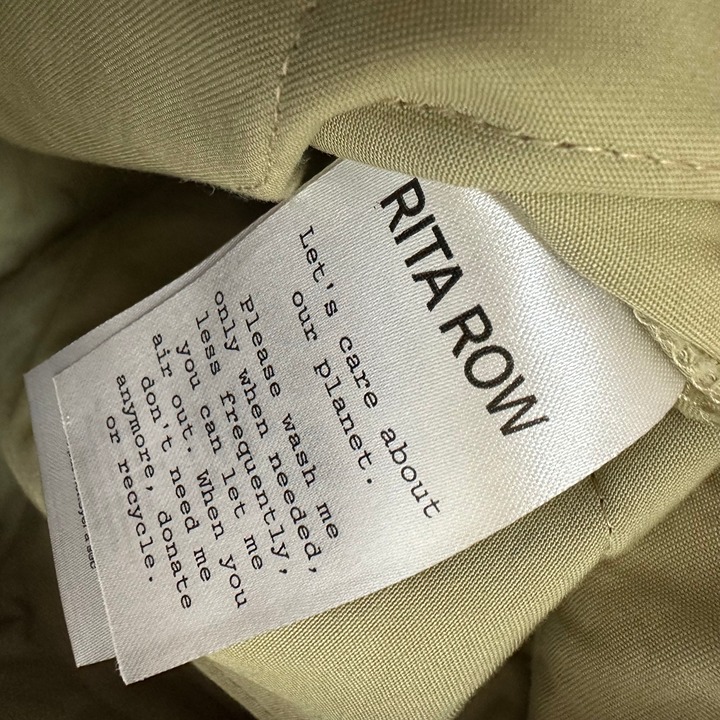 RITA ROW
Let's care about
our planet.
Please wash me
only when needed,
less frequently,
you can let me
air out. When you
don't need me
anymore, donate
or recycle.